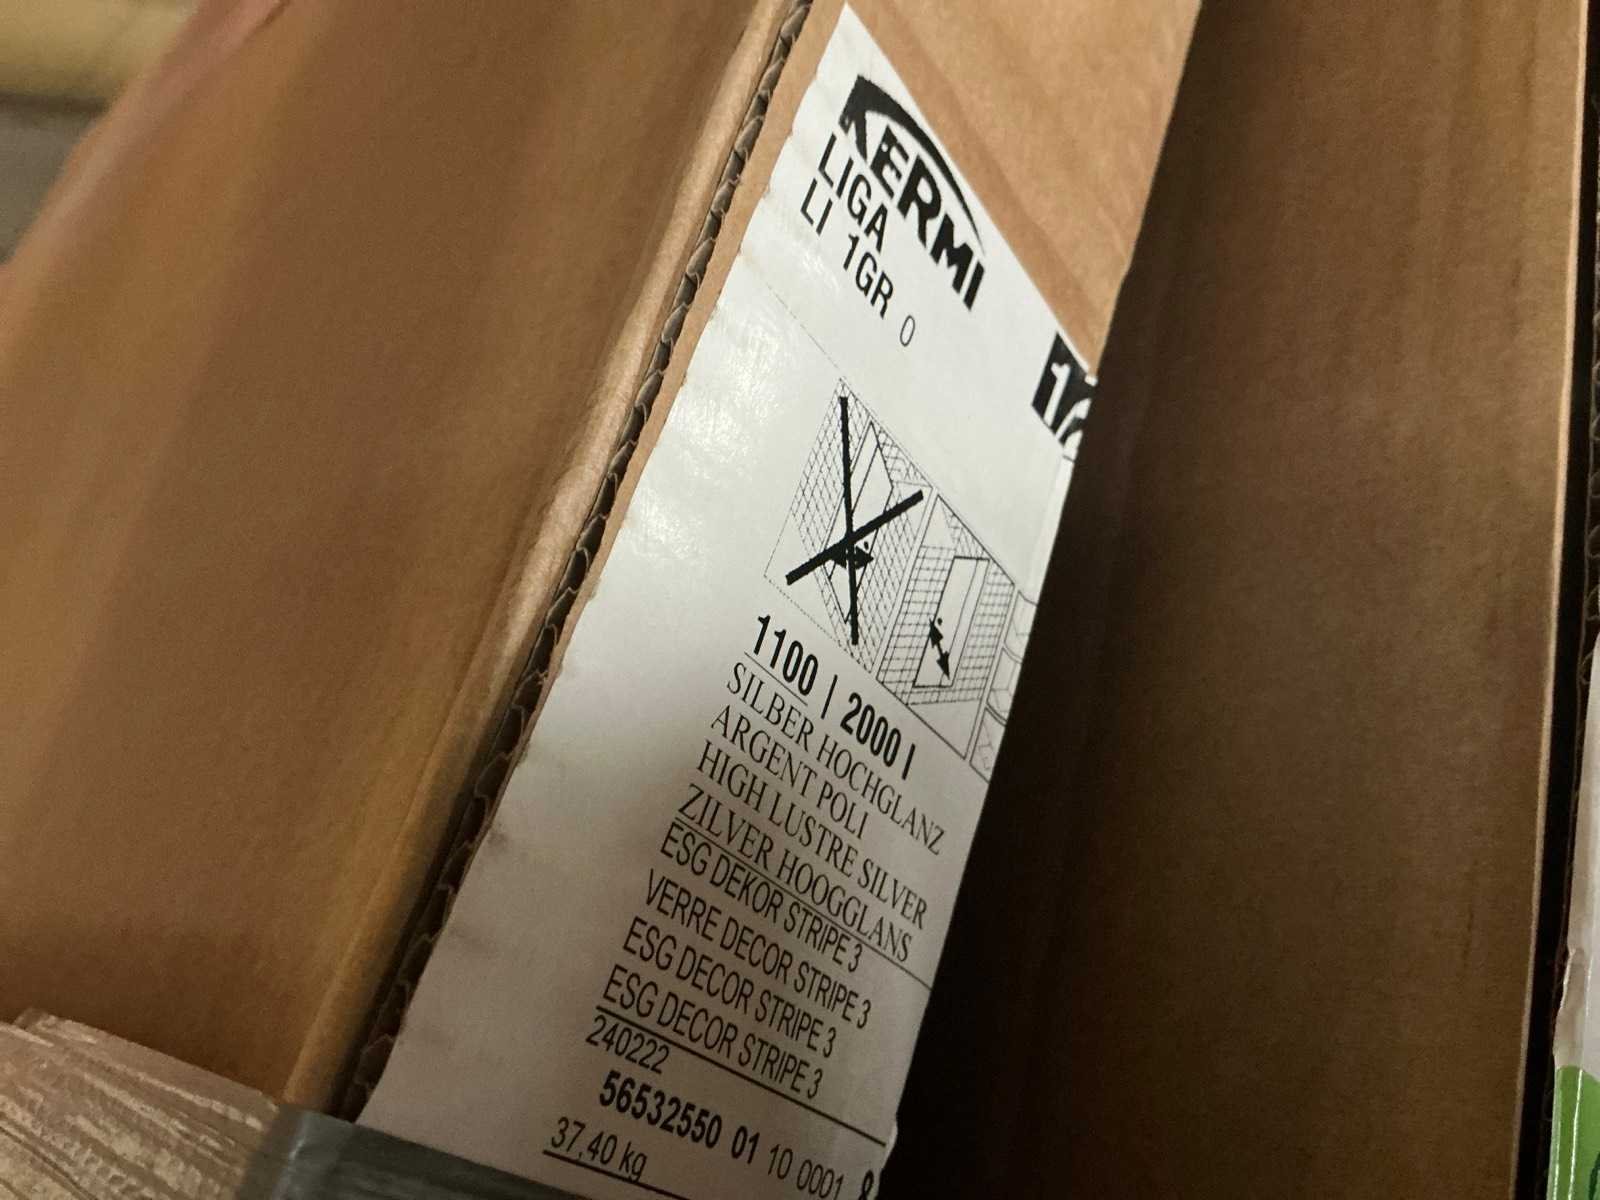 KERMI
LIGA
LI 1GR 0
1100 | 2000 |
SILBER HOCHGLANZ
ARGENT POLI
HIGH LUSTRE SILVER
ZILVER HOOGGLANS
ESG DEKOR STRIPE 3
VERRE DECOR STRIPE 3
ESG DECOR STRIPE 3
ESG DECOR STRIPE 3
240222
56532550 01 10 0001
37,40 kg